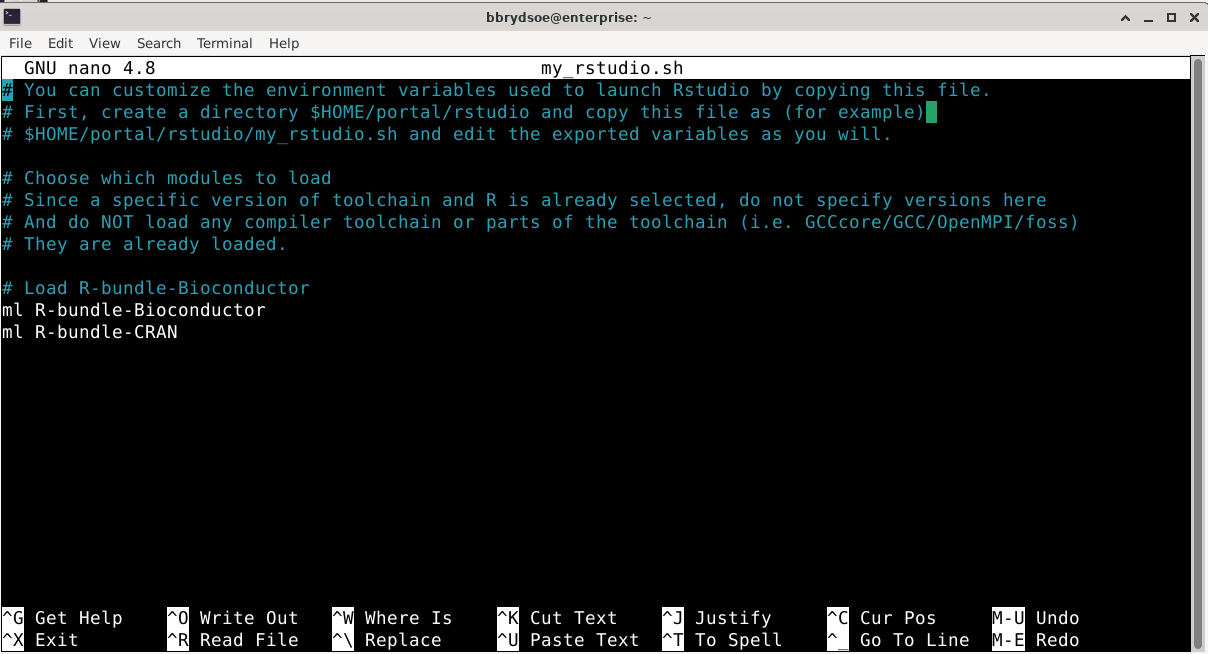 bbrydsoe@enterprise: ~
File Edit View Search Terminal Help
GNU nano 4.8 my_rstudio.sh
# You can customize the environment variables used to launch Rstudio by copying this file.
# First, create a directory $HOME/portal/rstudio and copy this file as (for example)
# $HOME/portal/rstudio/my_rstudio.sh and edit the exported variables as you will.
# Choose which modules to load
# Since a specific version of toolchain and R is already selected, do not specify versions here
# And do NOT load any compiler toolchain or parts of the toolchain (i.e. GCCcore/GCC/OpenMPI/foss)
# They are already loaded.
# Load R-bundle-Bioconductor
ml R-bundle-Bioconductor
ml R-bundle-CRAN
^G Get Help ^O Write Out ^W Where Is ^K Cut Text ^J Justify ^C Cur Pos M-U Undo
^X Exit ^R Read File ^\ Replace ^U Paste Text ^T To Spell ^_ Go To Line M-E Redo